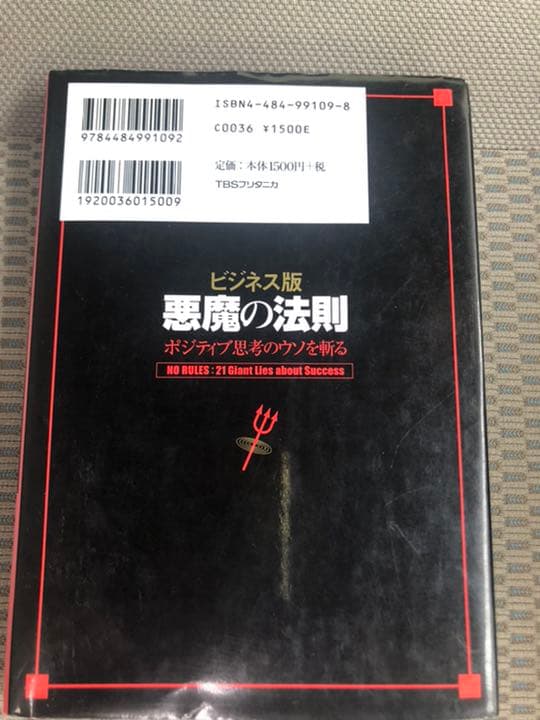 ISBN4-484-99109-8
9784484991092
C0036 ¥1500E
定価：本体1500円+税
TBSブリタニカ
1920036015009
ビジネス版
悪魔の法則
ポジティブ思考のウソを斬る
NO RULES : 21 Giant Lies about Success